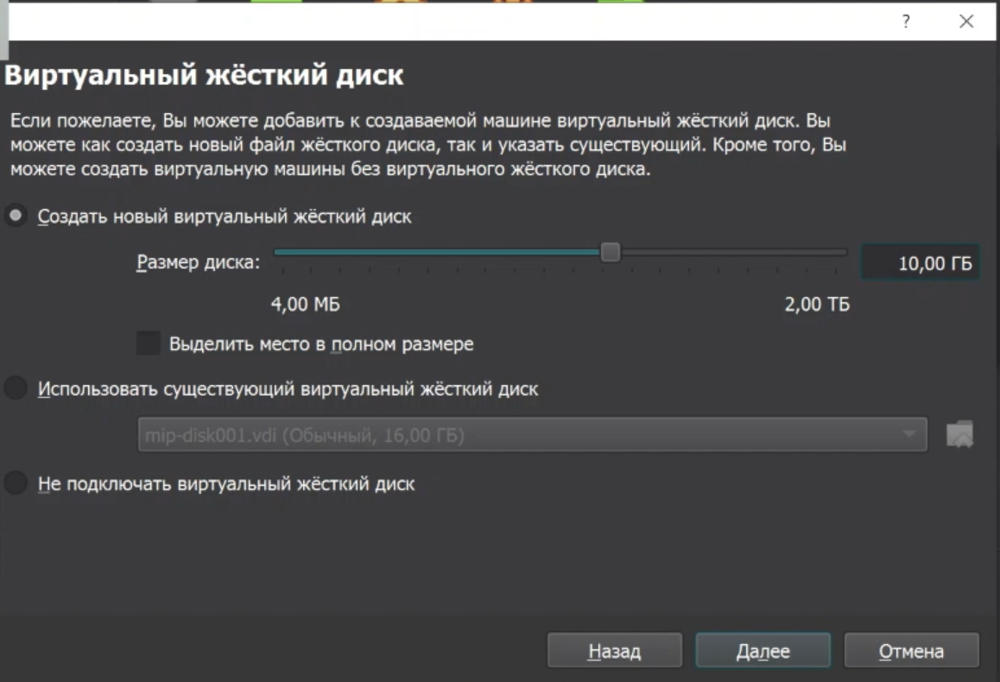 ?
Виртуальный жёсткий диск
Если пожелаете, Вы можете добавить к создаваемой машине виртуальный жёсткий диск. Вы
можете как создать новый файл жёсткого диска, так и указать существующий. Кроме того, Вы
можете создать виртуальную машины без виртуального жёсткого диска.
Создать новый виртуальный жёсткий диск
Размер диска: 10,00 ГБ
4,00 МБ 2,00 ТБ
Выделить место в полном размере
Использовать существующий виртуальный жёсткий диск
mip-disk001.vdi (Обычный, 16,00 ГБ)
Не подключать виртуальный жёсткий диск
Назад Далее Отмена